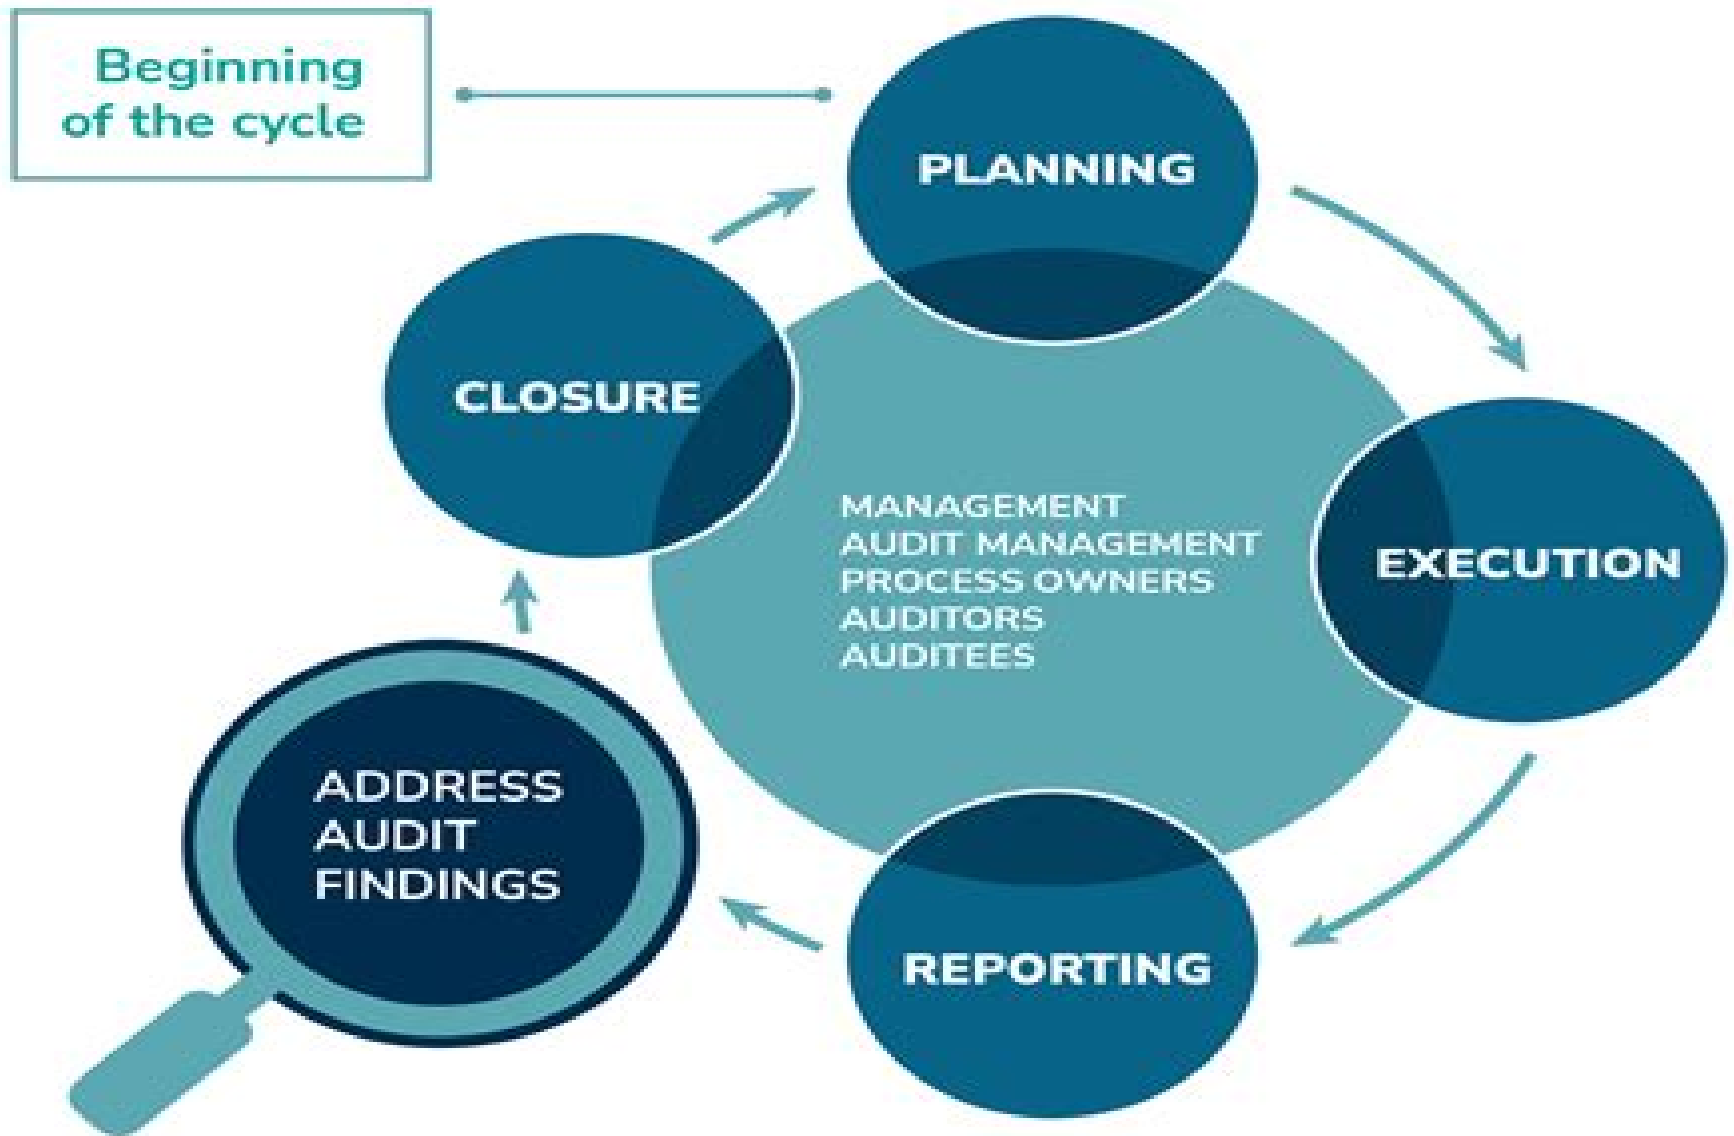 Beginning
of the cycle
PLANNING
EXECUTION
REPORTING
ADDRESS
AUDIT
FINDINGS
CLOSURE
MANAGEMENT
AUDIT MANAGEMENT
PROCESS OWNERS
AUDITORS
AUDITEES